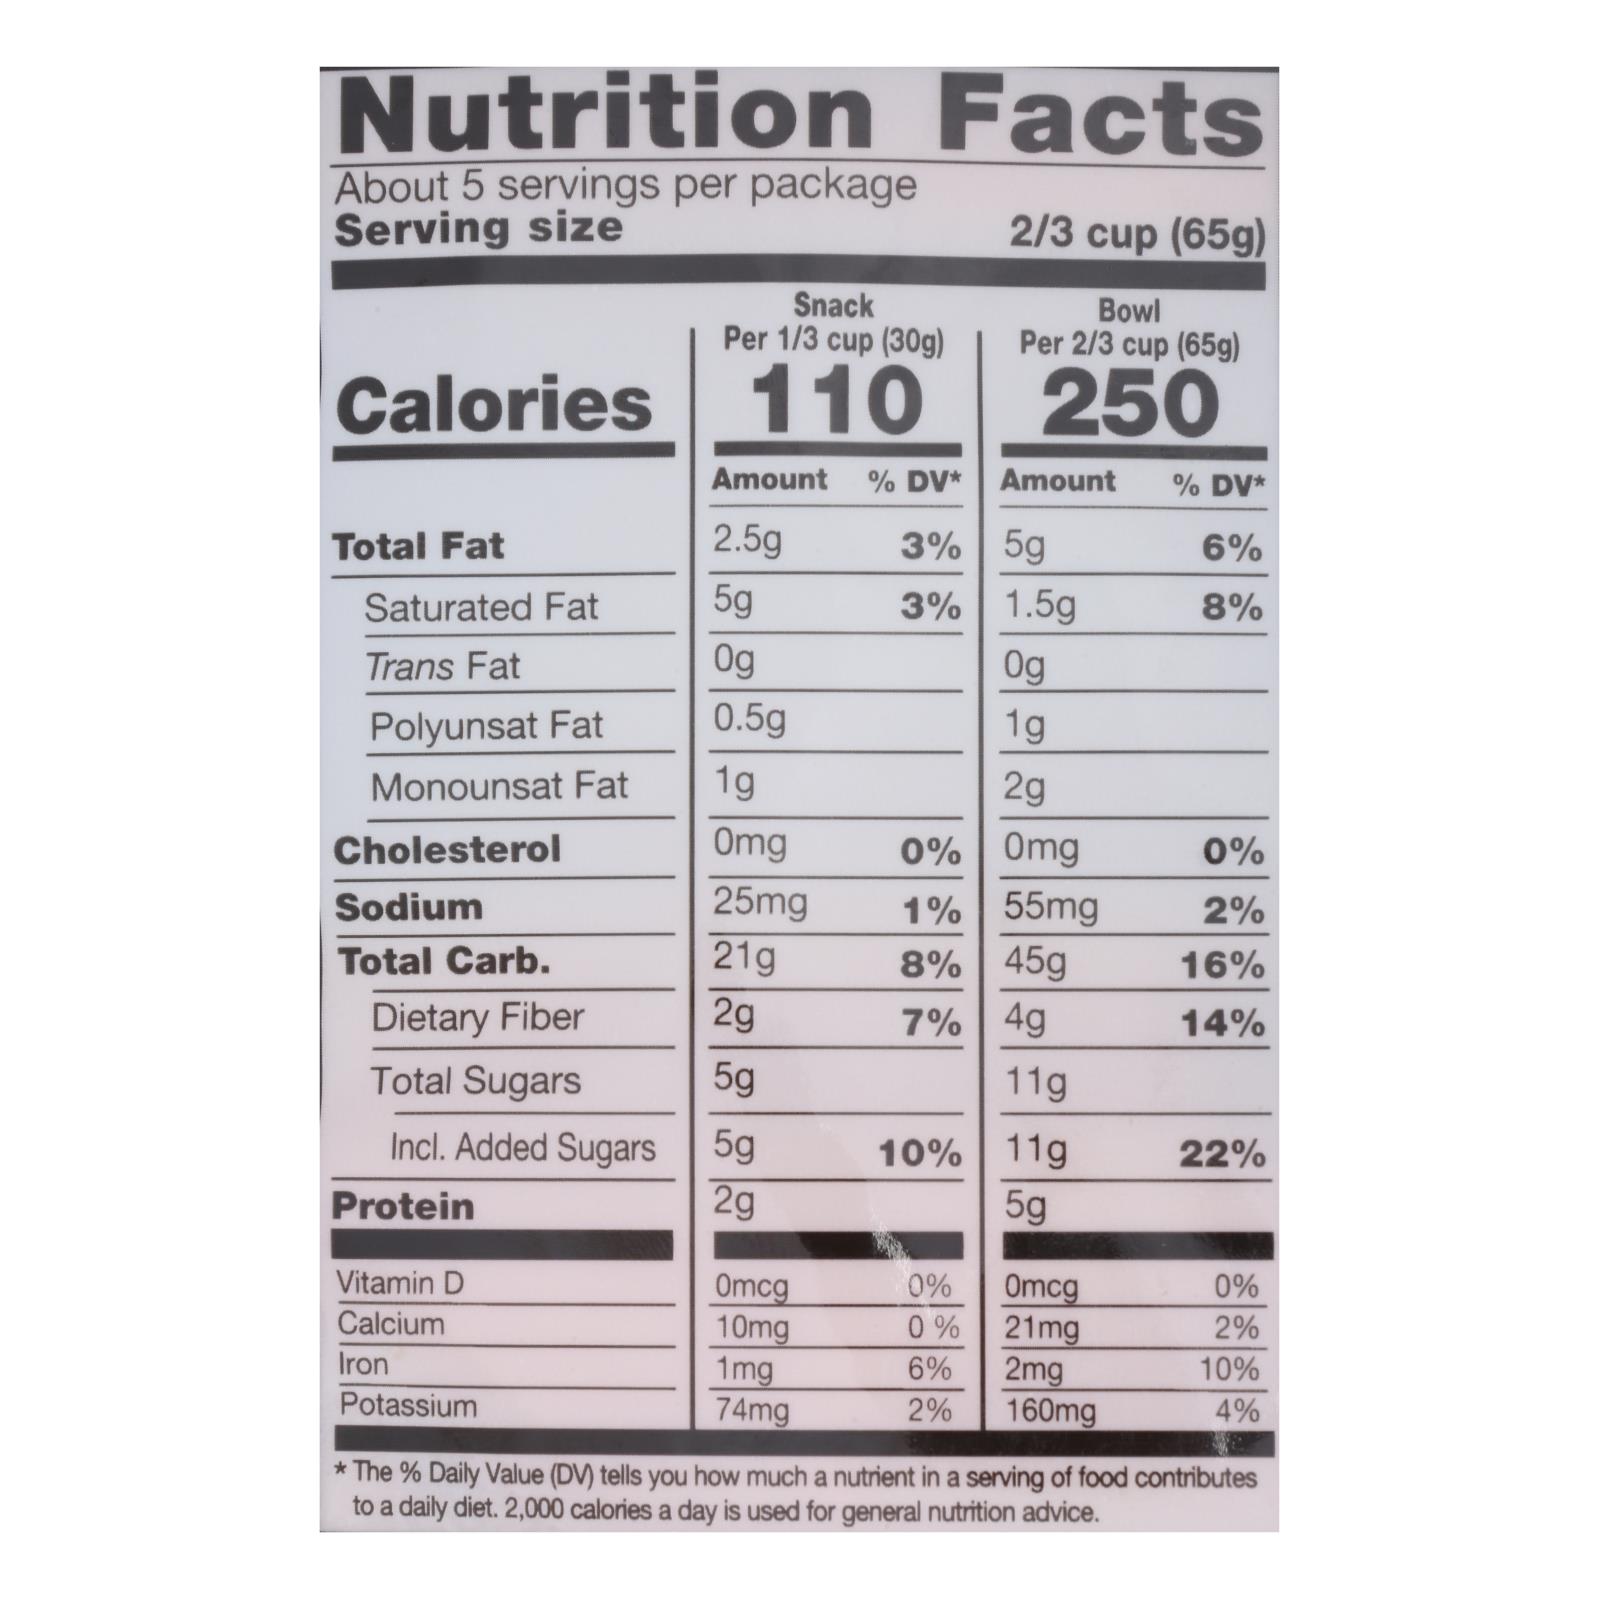 Nutrition Facts
About 5 servings per package
Serving size 2/3 cup (65g)
Snack Bowl
Per 1/3 cup (30g) Per 2/3 cup (65g)
Calories 110 250
Amount % DV* Amount % DV*
Total Fat 2.5g 3% 5g 6%
Saturated Fat 5g 3% 1.5g 8%
Trans Fat 0g 0g
Polyunsat Fat 0.5g 1g
Monounsat Fat 1g 2g
Cholesterol 0mg 0% 0mg 0%
Sodium 25mg 1% 55mg 2%
Total Carb. 21g 8% 45g 16%
Dietary Fiber 2g 7% 4g 14%
Total Sugars 5g 11g
Incl. Added Sugars 5g 10% 11g 22%
Protein 2g 5g
Vitamin D 0mcg 0% 0mcg 0%
Calcium 10mg 0 % 21mg 2%
Iron 1mg 6% 2mg 10%
Potassium 74mg 2% 160mg 4%
* The % Daily Value (DV) tells you how much a nutrient in a serving of food contributes
to a daily diet. 2,000 calories a day is used for general nutrition advice.